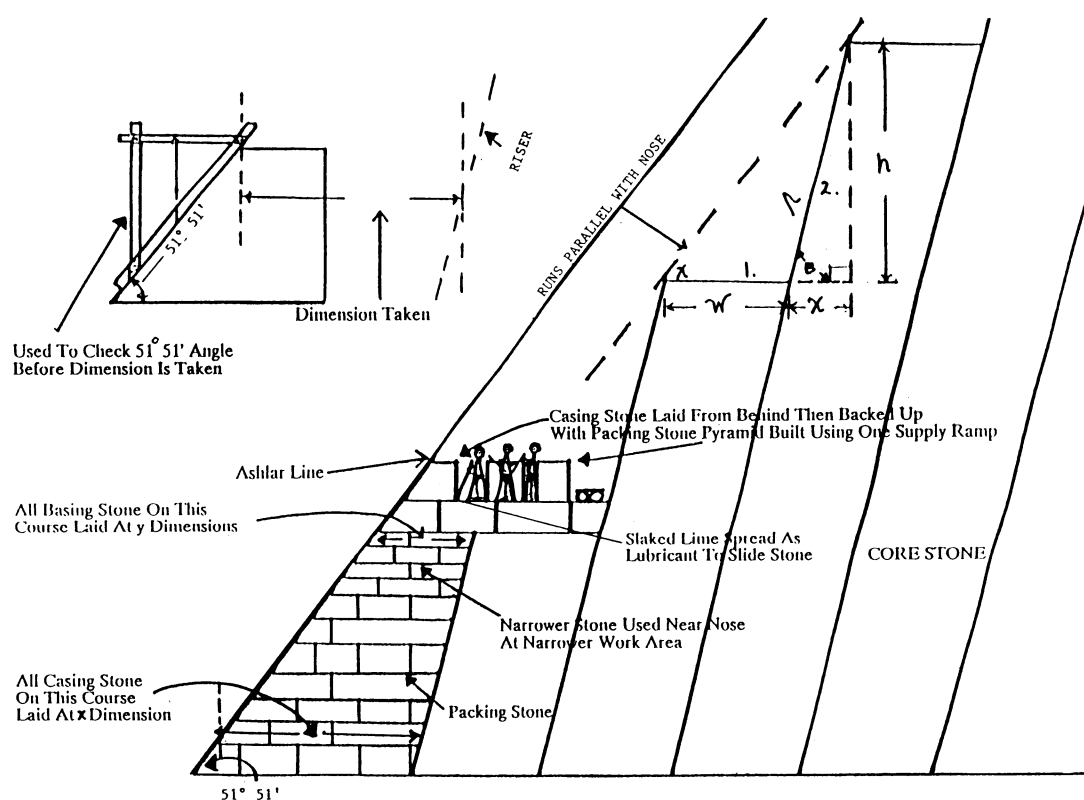 RISER
51° 51'
Dimension Taken
Used To Check 51° 51' Angle
Before Dimension Is Taken
RUNS PARALLEL WITH NOSE
h
2.
1.
x
W
x
Casing Stone Laid From Behind Then Backed Up
With Packing Stone Pyramid Built Using One Supply Ramp
Ashlar Line
All Basing Stone On This
Course Laid At y Dimensions
Slaked Lime Spread As
Lubricant To Slide Stone
CORE STONE
Narrower Stone Used Near Nose
At Narrower Work Area
All Casing Stone
On This Course
Laid At x Dimension
Packing Stone
51° 51'